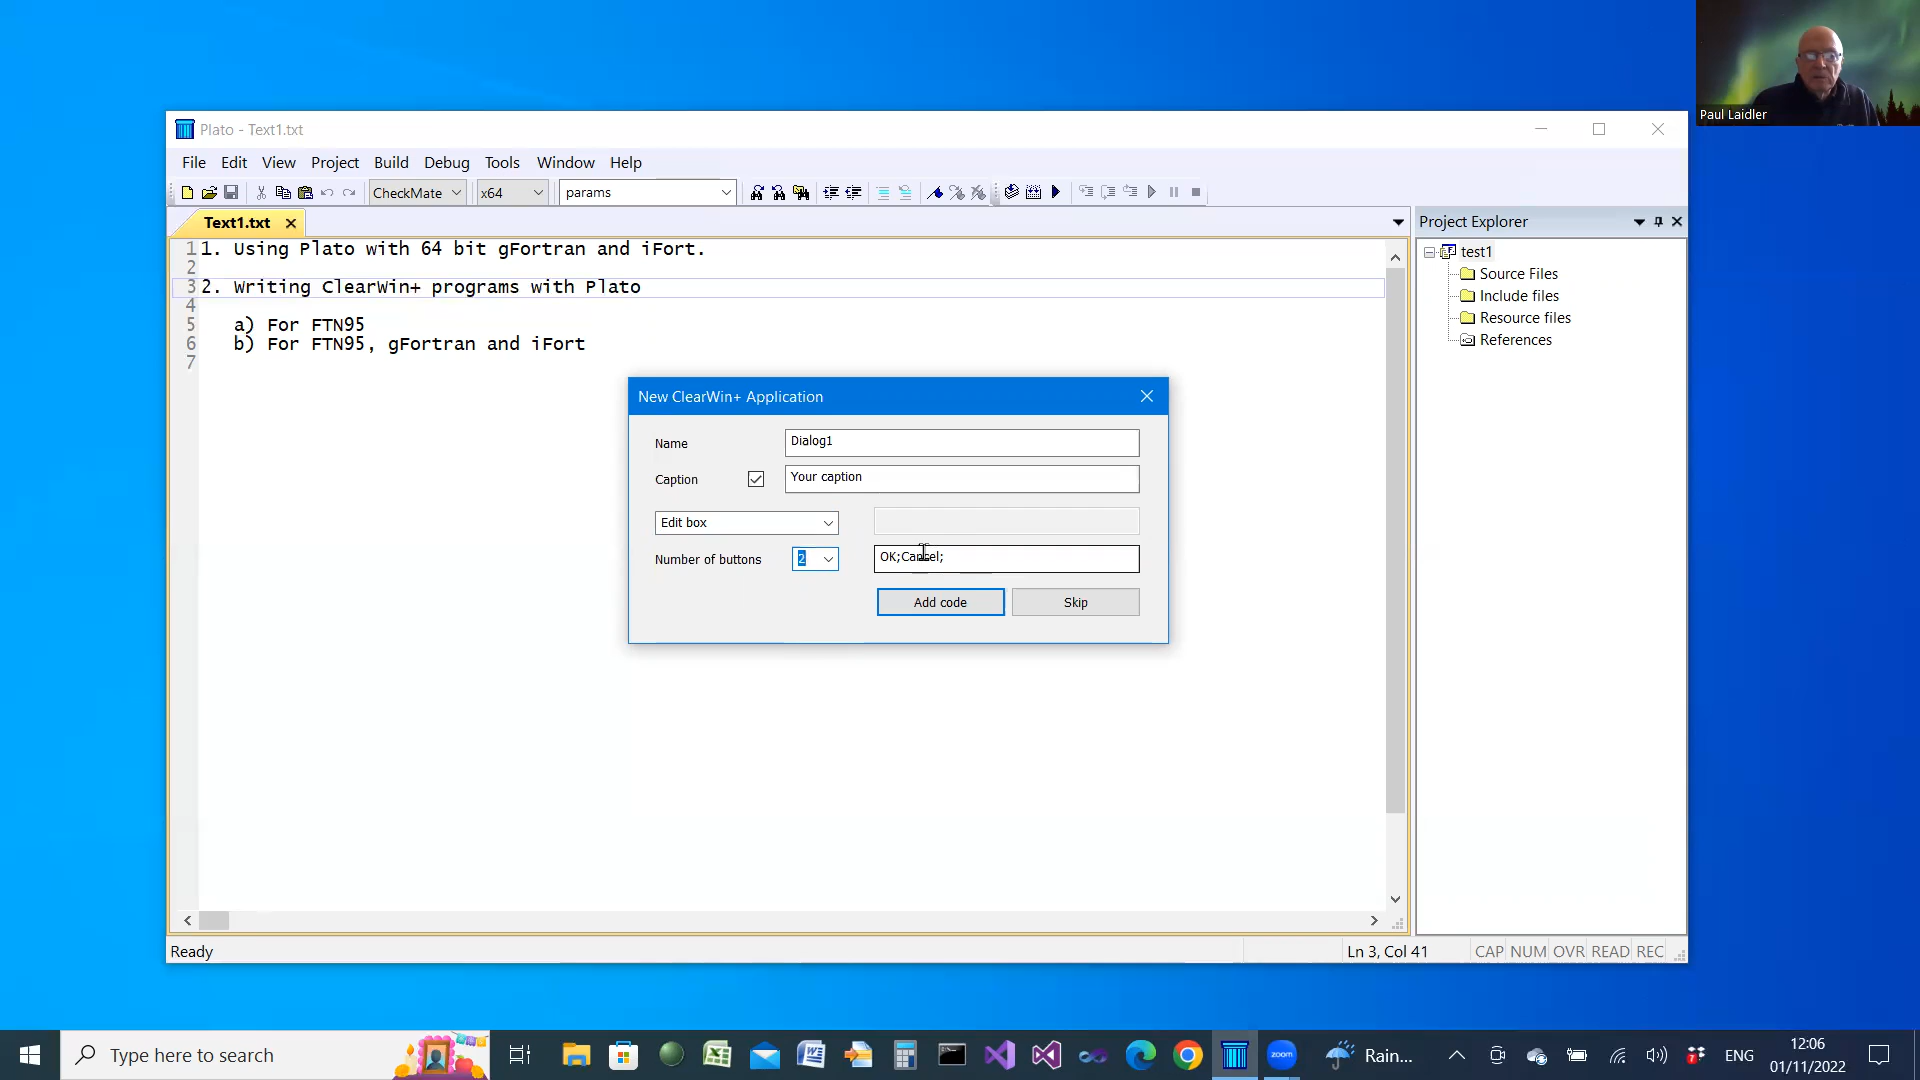 Paul Laidler
Plato - Text1.txt
File Edit View Project Build Debug Tools Window Help
CheckMate x64 params
Text1.txt
Project Explorer
1 1. Using Plato with 64 bit gFortran and iFort.
2
3 2. Writing ClearWin+ programs with Plato
4
5 a) For FTN95
6 b) For FTN95, gFortran and iFort
7
test1
Source Files
Include files
Resource files
References
New ClearWin+ Application
Name Dialog1
Caption Your caption
Edit box
Number of buttons 2 OK;Cancel;
Add code Skip
Ready Ln 3, Col 41 CAP NUM OVR READ REC
Type here to search
zoom
Rain...
ENG
12:06
01/11/2022